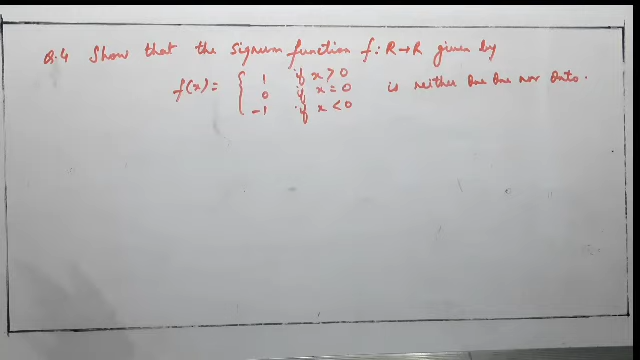 Q.4 Show that the Signum function f: R→R given by
f(x) = { 1 if x > 0
0 if x = 0 is neither One One nor Onto.
-1 if x < 0